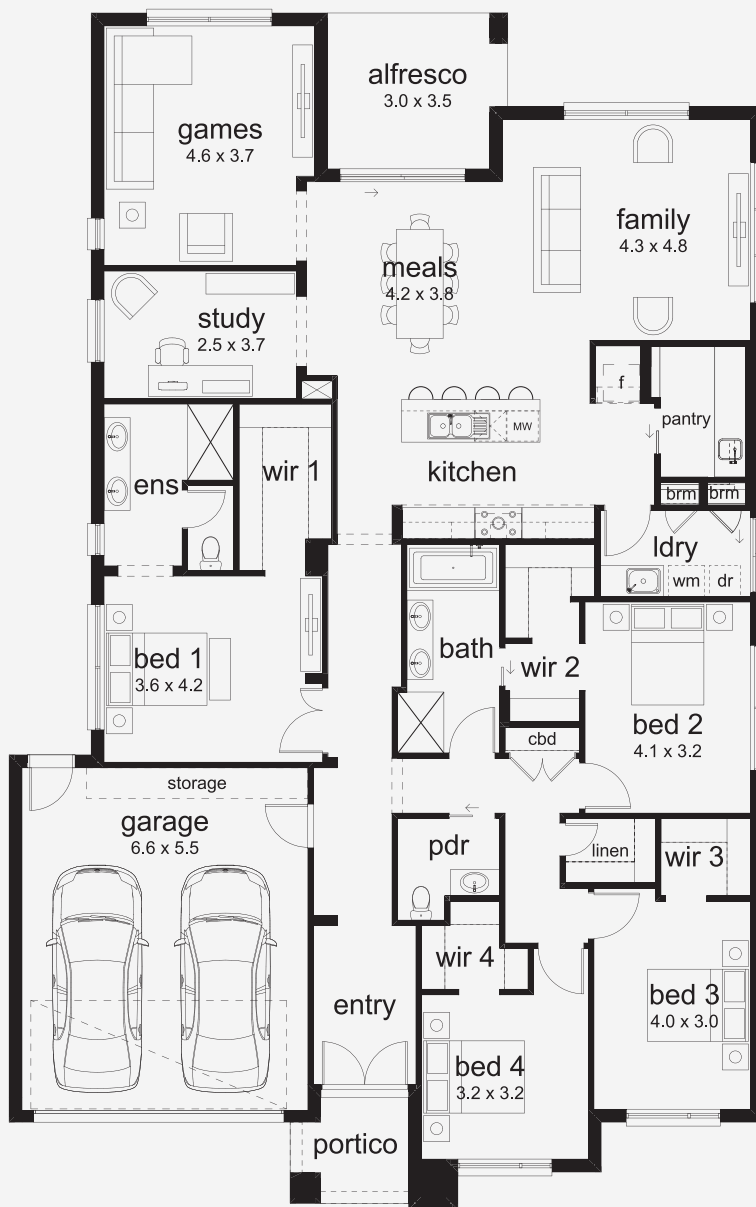 alfresco
3.0 x 3.5
games
4.6 x 3.7
family
4.3 x 4.8
meals
4.2 x 3.8
study
2.5 x 3.7
f
pantry
MW
kitchen
wir 1
ens
brm
brm
ldry
wm
dr
bath
wir 2
bed 1
3.6 x 4.2
bed 2
4.1 x 3.2
cbd
storage
garage
6.6 x 5.5
pdr
linen
wir 3
wir 4
entry
bed 3
4.0 x 3.0
bed 4
3.2 x 3.2
portico